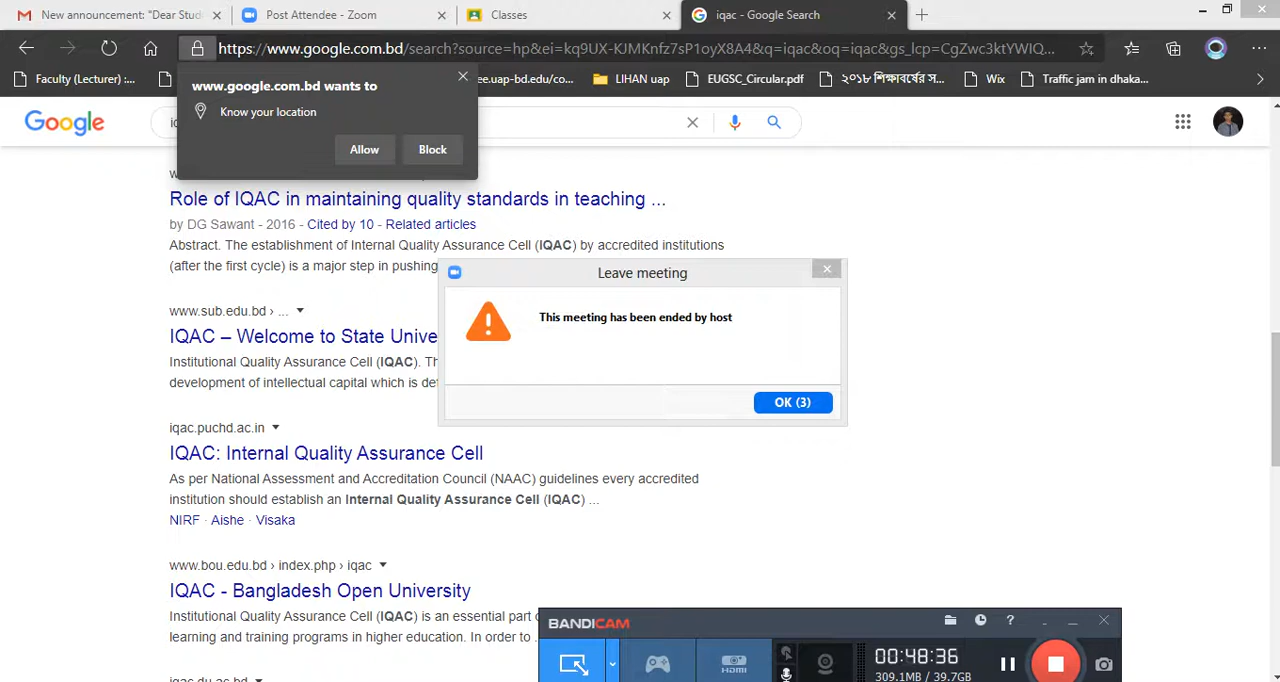 New announcement: "Dear Stud
Post Attendee - Zoom
Classes
iqac - Google Search
https://www.google.com.bd/search?source=hp&ei=kq9UX-KJMKnfz7sP1oyX8A4&q=iqac&oq=iqac&gs_lcp=CgZwc3ktYWIQ...
Faculty (Lecturer) :...
ee.uap-bd.edu/co...
LIHAN uap
EUGSC_Circular.pdf
২০১৮ শিক্ষাবর্ষের স...
Wix
Traffic jam in dhaka...
www.google.com.bd wants to
Know your location
Allow
Block
Google
Role of IQAC in maintaining quality standards in teaching ...
by DG Sawant - 2016 - Cited by 10 - Related articles
Abstract. The establishment of Internal Quality Assurance Cell (IQAC) by accredited institutions
(after the first cycle) is a major step in pushing
Leave meeting
This meeting has been ended by host
OK (3)
www.sub.edu.bd › ...
IQAC – Welcome to State Unive
Institutional Quality Assurance Cell (IQAC). Th
development of intellectual capital which is de
iqac.puchd.ac.in
IQAC: Internal Quality Assurance Cell
As per National Assessment and Accreditation Council (NAAC) guidelines every accredited
institution should establish an Internal Quality Assurance Cell (IQAC) ...
NIRF · Aishe · Visaka
www.bou.edu.bd › index.php › iqac
IQAC - Bangladesh Open University
Institutional Quality Assurance Cell (IQAC) is an essential part o
learning and training programs in higher education. In order to ..
iqac.du.ac.bd
BANDICAM
HDMI
00:48:36
309.1MB / 39.7GB